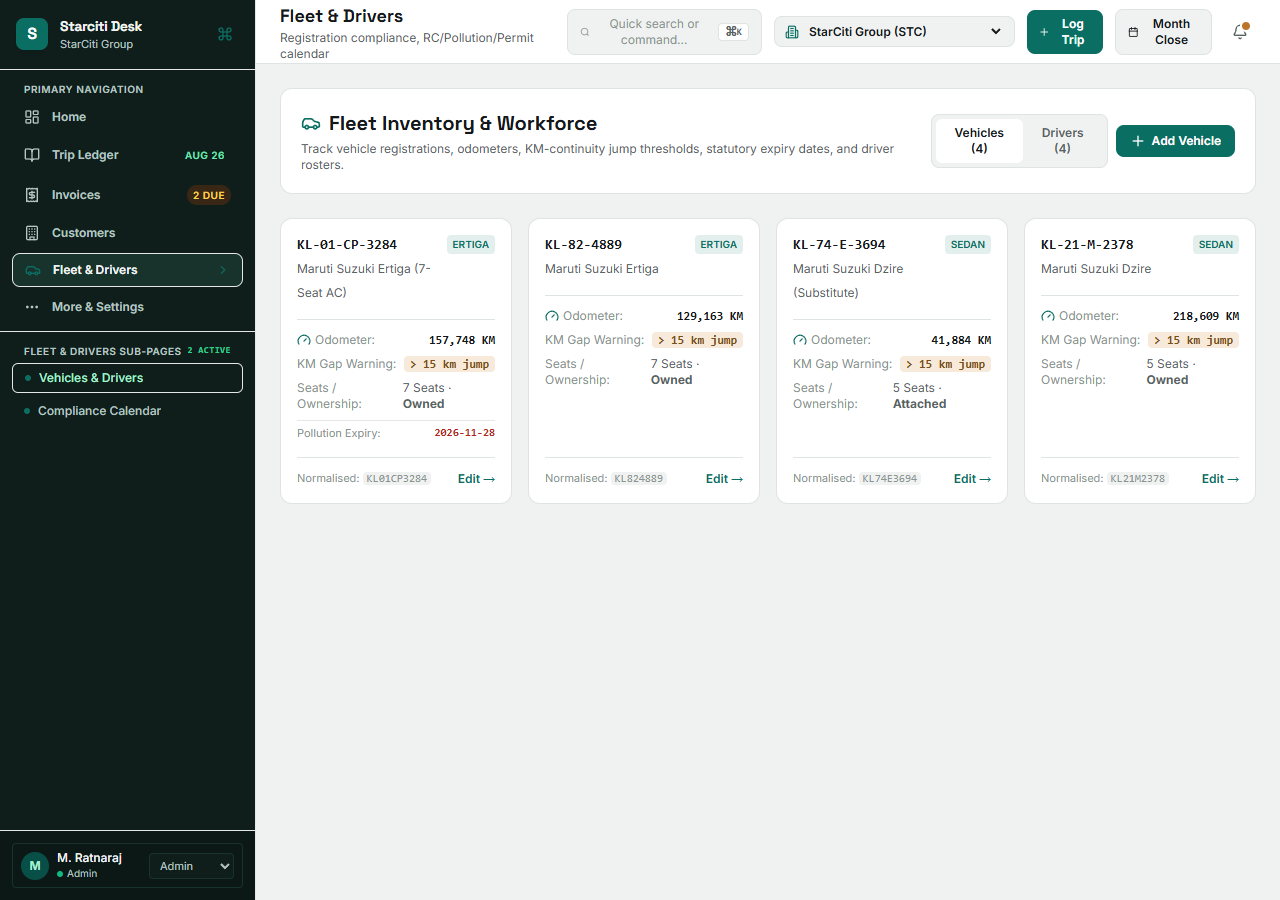 S
Starciti Desk
StarCiti Group
⌘
PRIMARY NAVIGATION
Home
Trip Ledger
AUG 26
Invoices
2 DUE
Customers
Fleet & Drivers
More & Settings
FLEET & DRIVERS SUB-PAGES
2 ACTIVE
Vehicles & Drivers
Compliance Calendar
M
M. Ratnaraj
Admin
Admin
Fleet & Drivers
Registration compliance, RC/Pollution/Permit
calendar
Quick search or
command...
⌘K
StarCiti Group (STC)
+ Log
Trip
Month
Close
Fleet Inventory & Workforce
Track vehicle registrations, odometers, KM-continuity jump thresholds, statutory expiry dates, and driver
rosters.
Vehicles
(4)
Drivers
(4)
+ Add Vehicle
KL-01-CP-3284
ERTIGA
Maruti Suzuki Ertiga (7-
Seat AC)
Odometer:
157,748 KM
KM Gap Warning:
> 15 km jump
Seats /
Ownership:
7 Seats ·
Owned
Pollution Expiry:
2026-11-28
Normalised: KL01CP3284
Edit →
KL-82-4889
ERTIGA
Maruti Suzuki Ertiga
Odometer:
129,163 KM
KM Gap Warning:
> 15 km jump
Seats /
Ownership:
7 Seats ·
Owned
Normalised: KL824889
Edit →
KL-74-E-3694
SEDAN
Maruti Suzuki Dzire
(Substitute)
Odometer:
41,884 KM
KM Gap Warning:
> 15 km jump
Seats /
Ownership:
5 Seats ·
Attached
Normalised: KL74E3694
Edit →
KL-21-M-2378
SEDAN
Maruti Suzuki Dzire
Odometer:
218,609 KM
KM Gap Warning:
> 15 km jump
Seats /
Ownership:
5 Seats ·
Owned
Normalised: KL21M2378
Edit →